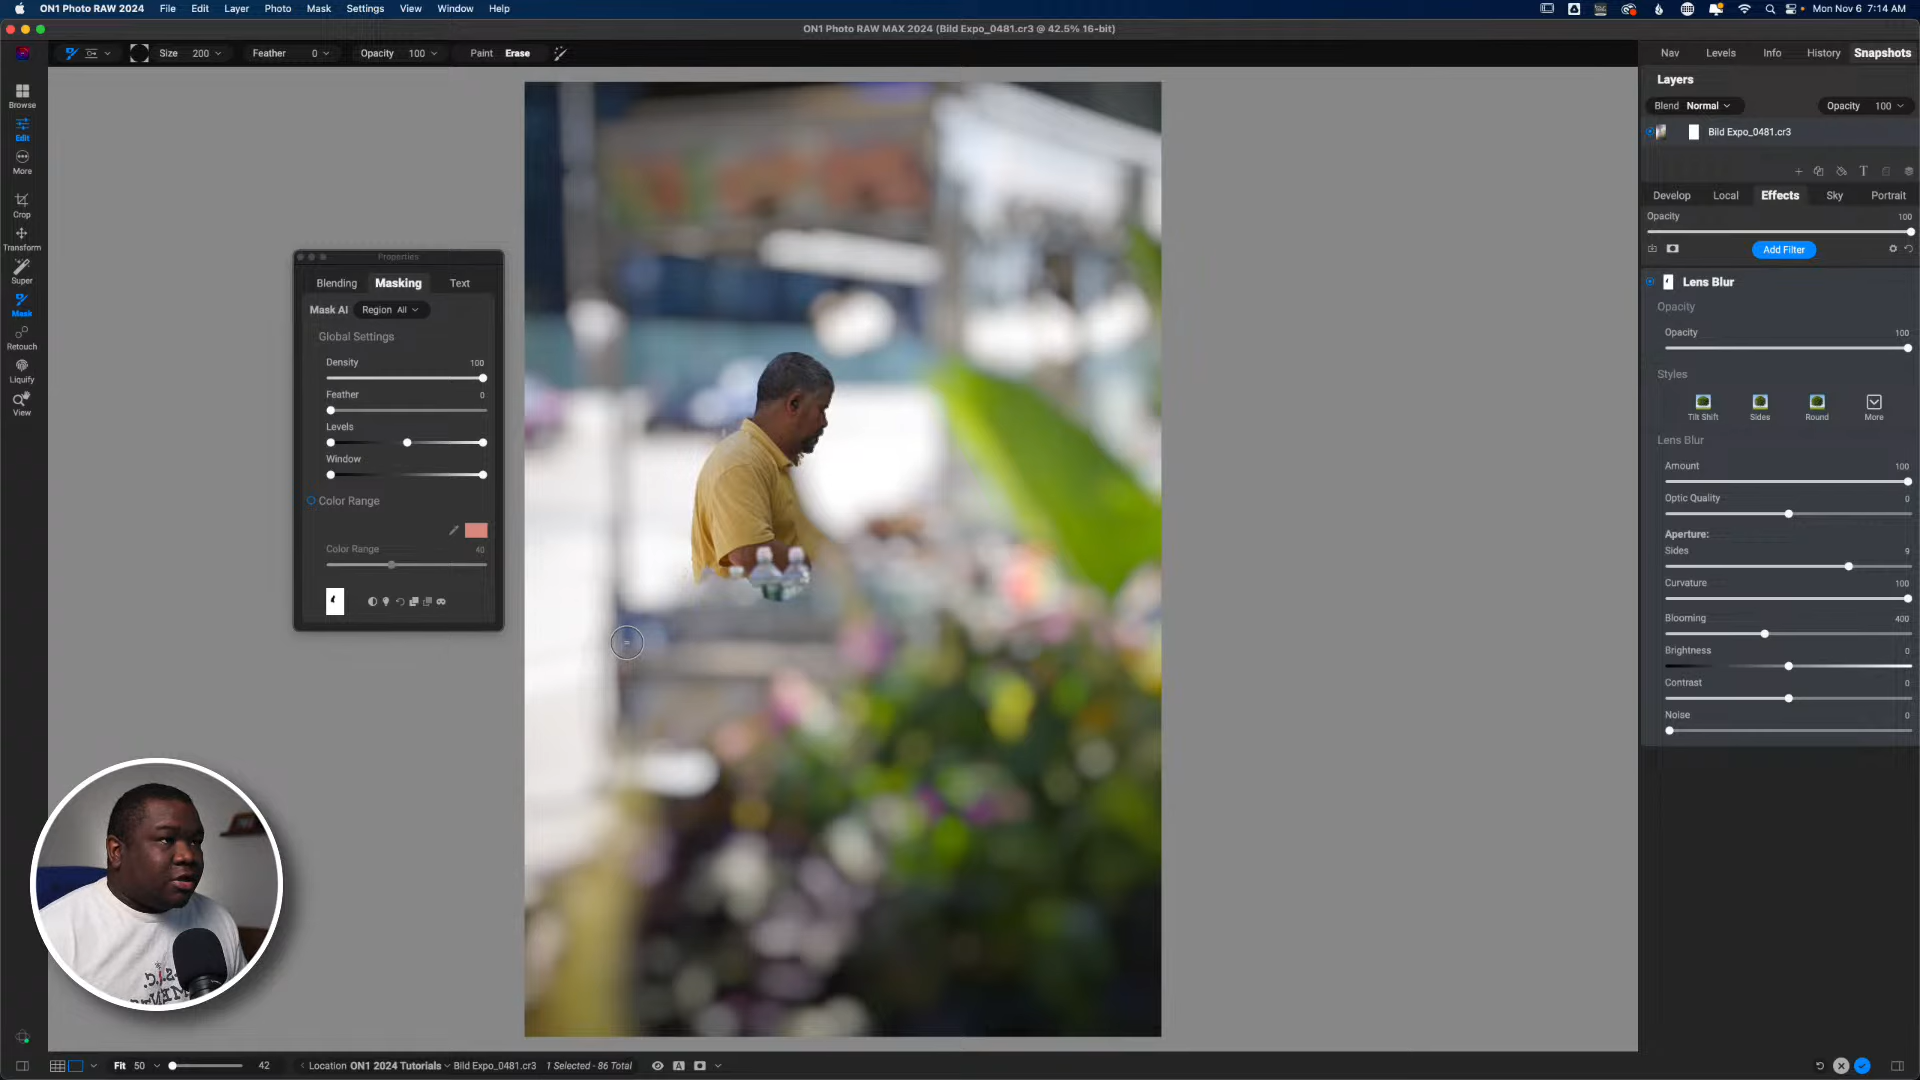 ON1 Photo RAW 2024 File Edit Layer Photo Mask Settings View Window Help Mon Nov 6 7:14 AM
ON1 Photo RAW MAX 2024 (Bild Expo_0481.cr3 @ 42.5% 16-bit)
Size 200 Feather 0 Opacity 100 Paint Erase
Nav Levels Info History Snapshots
Layers
Blend Normal Opacity 100
Bild Expo_0481.cr3
T
Develop Local Effects Sky Portrait
Opacity 100
Add Filter
Lens Blur
Opacity
Opacity 100
Styles
Tilt Shift Sides Round More
Lens Blur
Amount 100
Optic Quality 0
Aperture:
Sides 9
Curvature 100
Blooming 400
Brightness 0
Contrast 0
Noise 0
Browse
Edit
More
Crop
Transform
Super
Mask
Retouch
Liquify
View
Properties
Blending Masking Text
Mask AI Region All
Global Settings
Density 100
Feather 0
Levels
Window
Color Range
Color Range 40
Fit 50 42 Location ON1 2024 Tutorials Bild Expo_0481.cr3 1 Selected - 86 Total A